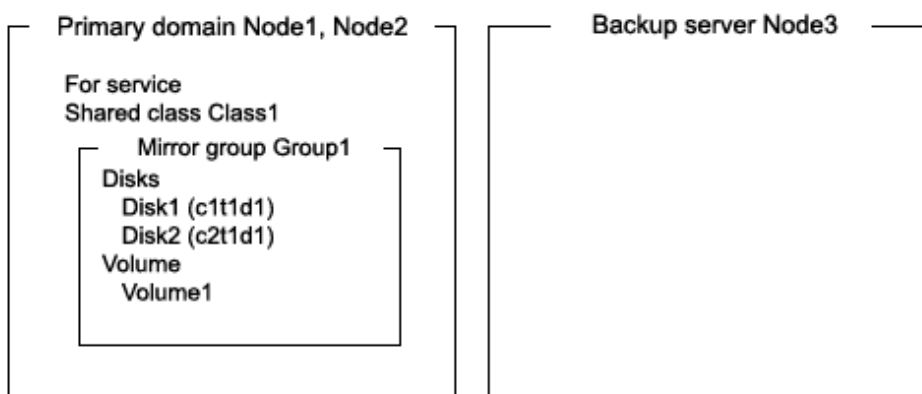 Primary domain Node1, Node2
For service
Shared class Class1
Mirror group Group1
Disks
Disk1 (c1t1d1)
Disk2 (c2t1d1)
Volume
Volume1
Backup server Node3